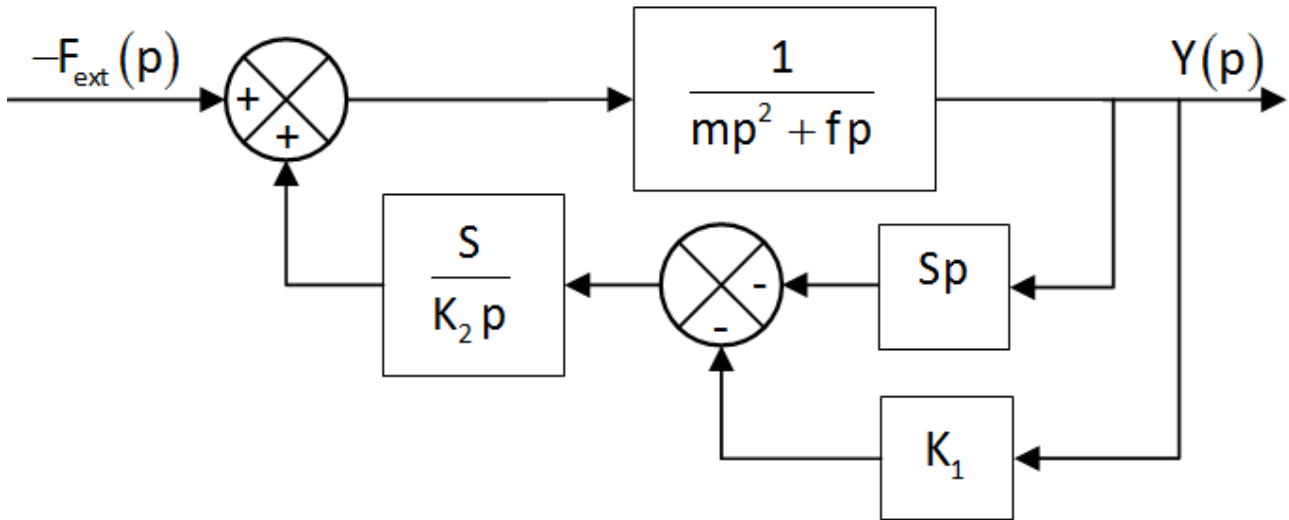 −F_ext(p)
+
+
1
mp² + fp
Y(p)
S
K₂ p
-
-
Sp
K₁